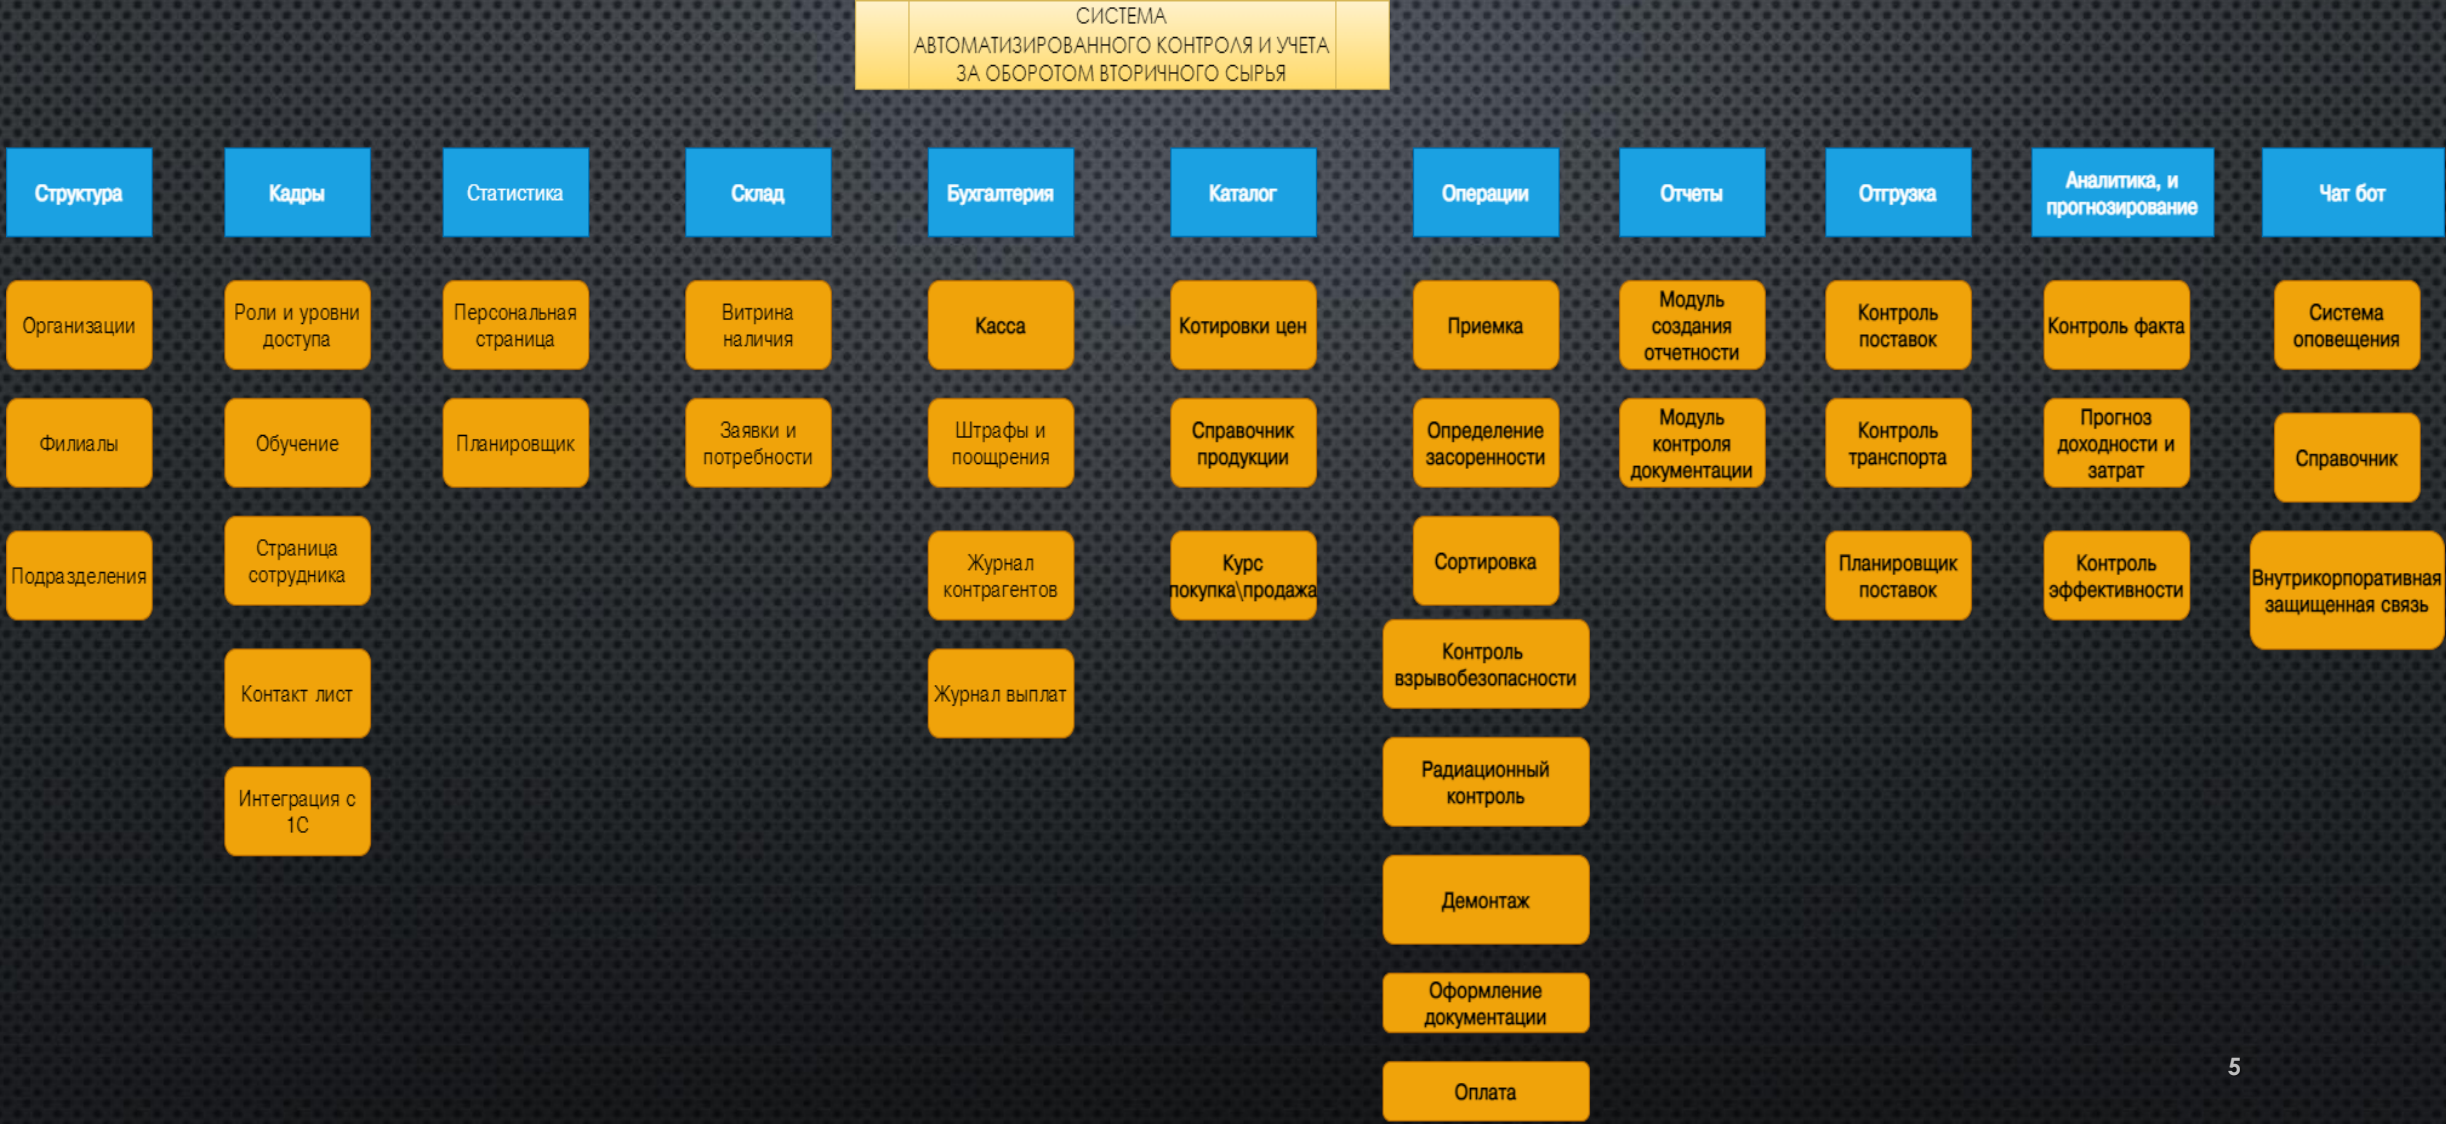 СИСТЕМА
АВТОМАТИЗИРОВАННОГО КОНТРОЛЯ И УЧЕТА
ЗА ОБОРОТОМ ВТОРИЧНОГО СЫРЬЯ
Структура
Организации
Филиалы
Подразделения
Кадры
Роли и уровни
доступа
Обучение
Страница
сотрудника
Контакт лист
Интеграция с
1С
Статистика
Персональная
страница
Планировщик
Склад
Витрина
наличия
Заявки и
потребности
Бухгалтерия
Касса
Штрафы и
поощрения
Журнал
контрагентов
Журнал выплат
Каталог
Котировки цен
Справочник
продукции
Курс
покупка\продажа
Операции
Приемка
Определение
засоренности
Сортировка
Контроль
взрывобезопасности
Радиационный
контроль
Демонтаж
Оформление
документации
Оплата
Отчеты
Модуль
создания
отчетности
Модуль
контроля
документации
Отгрузка
Контроль
поставок
Контроль
транспорта
Планировщик
поставок
Аналитика, и
прогнозирование
Контроль факта
Прогноз
доходности и
затрат
Контроль
эффективности
Чат бот
Система
оповещения
Справочник
Внутрикорпоративная
защищенная связь
5